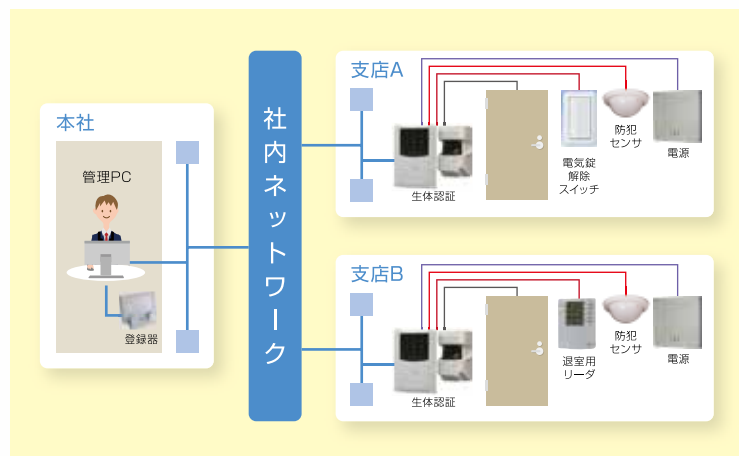 本社
管理PC
登録器
社内ネットワーク
支店A
生体認証
電気錠
解除
スイッチ
防犯
センサ
電源
支店B
生体認証
退室用
リーダ
防犯
センサ
電源